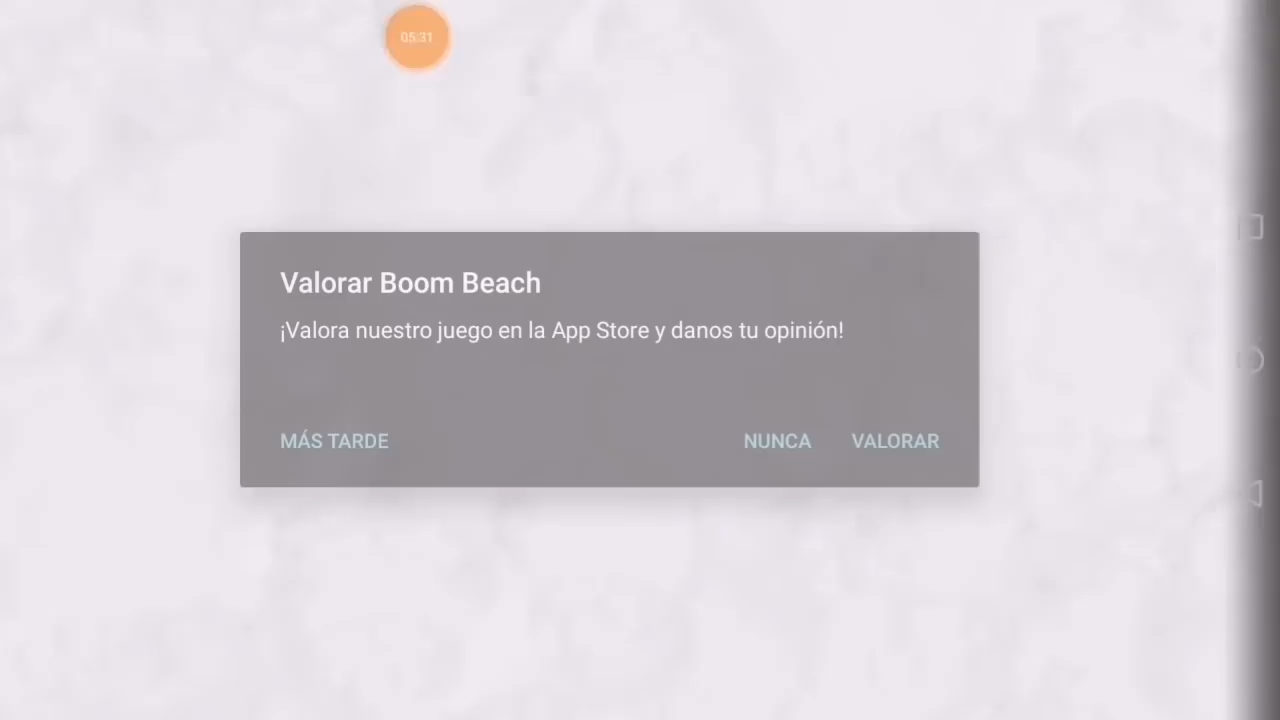 05:31
Valorar Boom Beach
¡Valora nuestro juego en la App Store y danos tu opinión!
MÁS TARDE
NUNCA
VALORAR